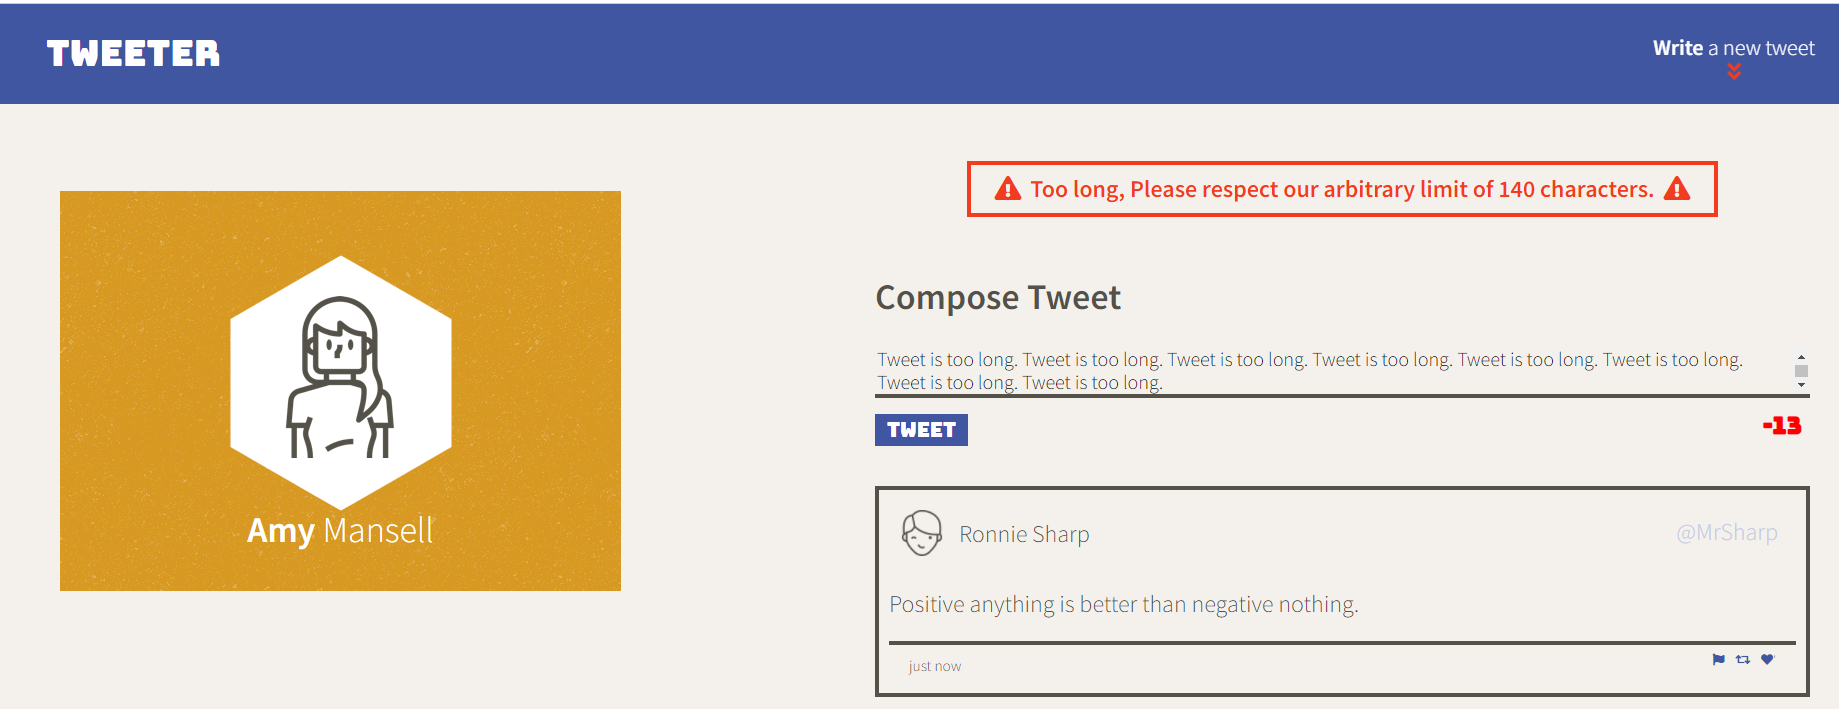 TWEETER
Write a new tweet
Too long, Please respect our arbitrary limit of 140 characters.
Amy Mansell
Compose Tweet
Tweet is too long. Tweet is too long. Tweet is too long. Tweet is too long. Tweet is too long. Tweet is too long.
Tweet is too long. Tweet is too long.
TWEET
-13
Ronnie Sharp
@MrSharp
Positive anything is better than negative nothing.
just now